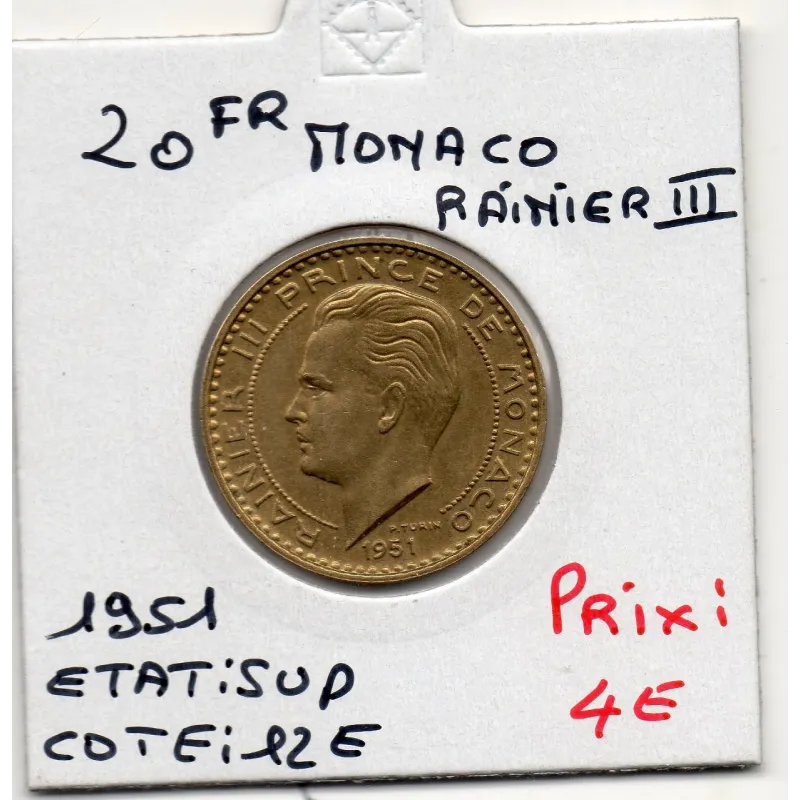 20 FR MONACO
RAINIER III
RAINIER III PRINCE DE MONACO
P. TURIN
1951
1951
ETAT: SUP
COTE: 12E
PRIX:
4E